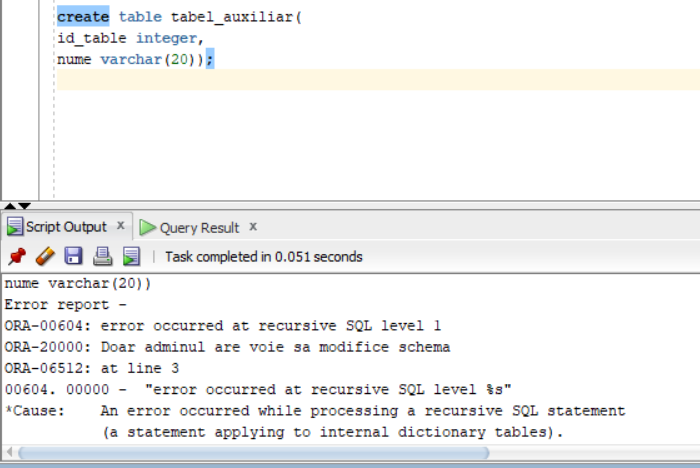 create table tabel_auxiliar(
id_table integer,
nume varchar(20));
Script Output x Query Result x
Task completed in 0.051 seconds
nume varchar(20))
Error report -
ORA-00604: error occurred at recursive SQL level 1
ORA-20000: Doar adminul are voie sa modifice schema
ORA-06512: at line 3
00604. 00000 -  "error occurred at recursive SQL level %s"
*Cause:    An error occurred while processing a recursive SQL statement
(a statement applying to internal dictionary tables).